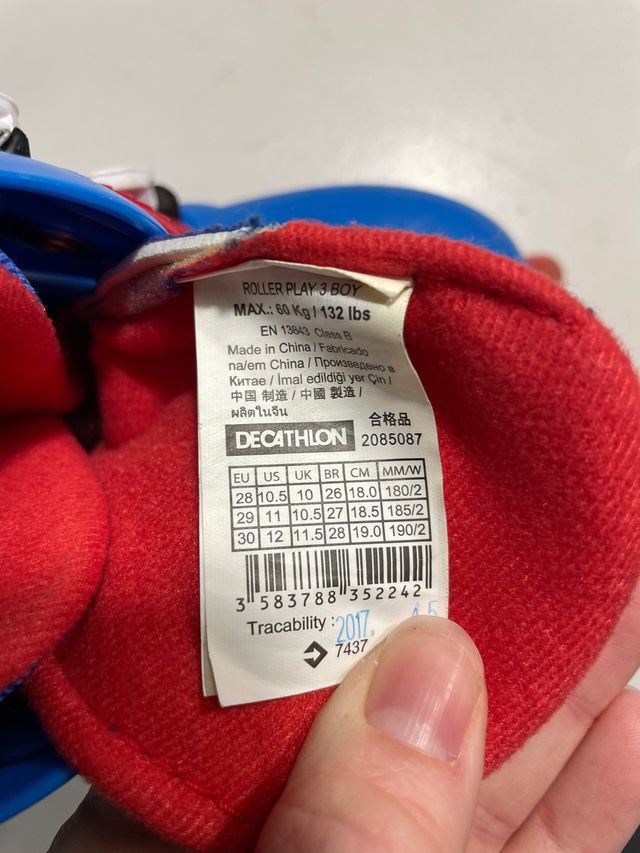 ROLLER PLAY 3 BOY
MAX.: 60 Kg / 132 lbs
EN 13843 Class B
Made in China / Fabricado
na/em China / Произведено в
Китае / İmal edildiği yer Çin /
中国 制造 / 中國 製造 /
ผลิตในจีน
合格品
DECATHLON 2085087
EU US UK BR CM MM/W
28 10.5 10 26 18.0 180/2
29 11 10.5 27 18.5 185/2
30 12 11.5 28 19.0 190/2
3 583788 352242
Tracability : 2017.
7437